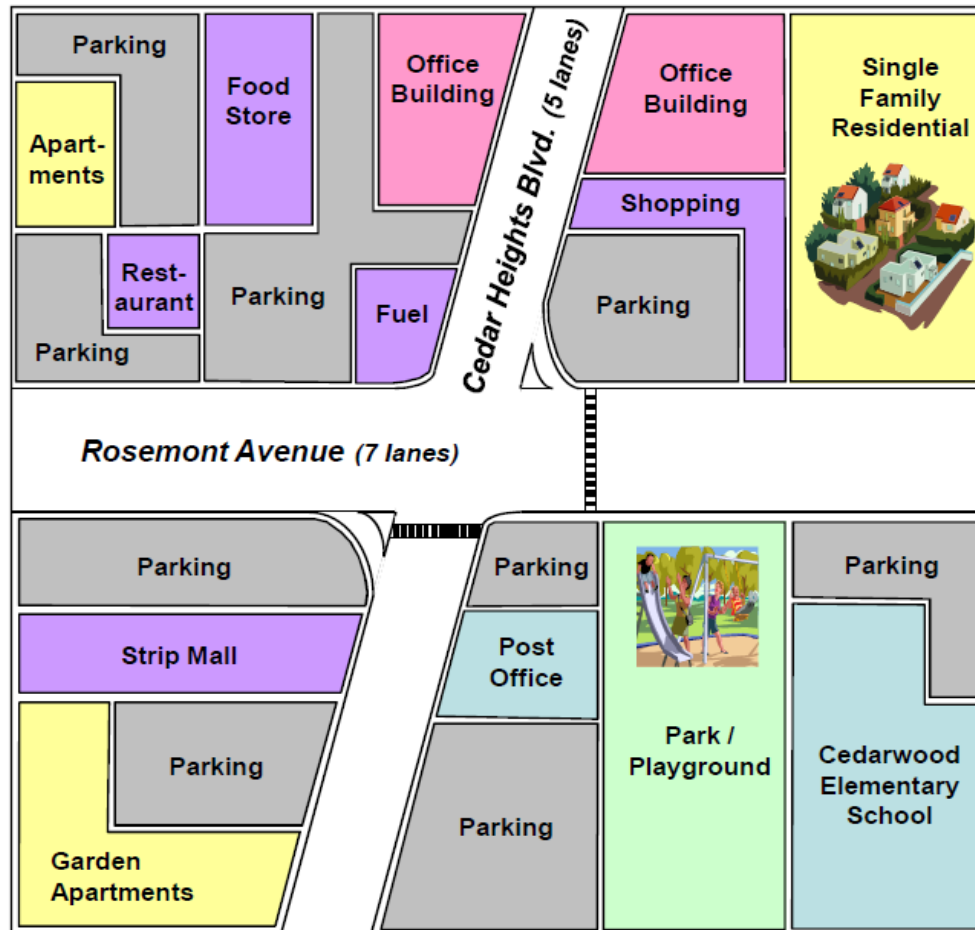 Parking
Food
Store
Office
Building
Cedar Heights Blvd. (5 lanes)
Office
Building
Single
Family
Residential
Apart-
ments
Shopping
Rest-
aurant
Parking
Fuel
Parking
Parking
Rosemont Avenue (7 lanes)
Parking
Parking
Parking
Strip Mall
Post
Office
Park /
Playground
Parking
Cedarwood
Elementary
School
Parking
Garden
Apartments